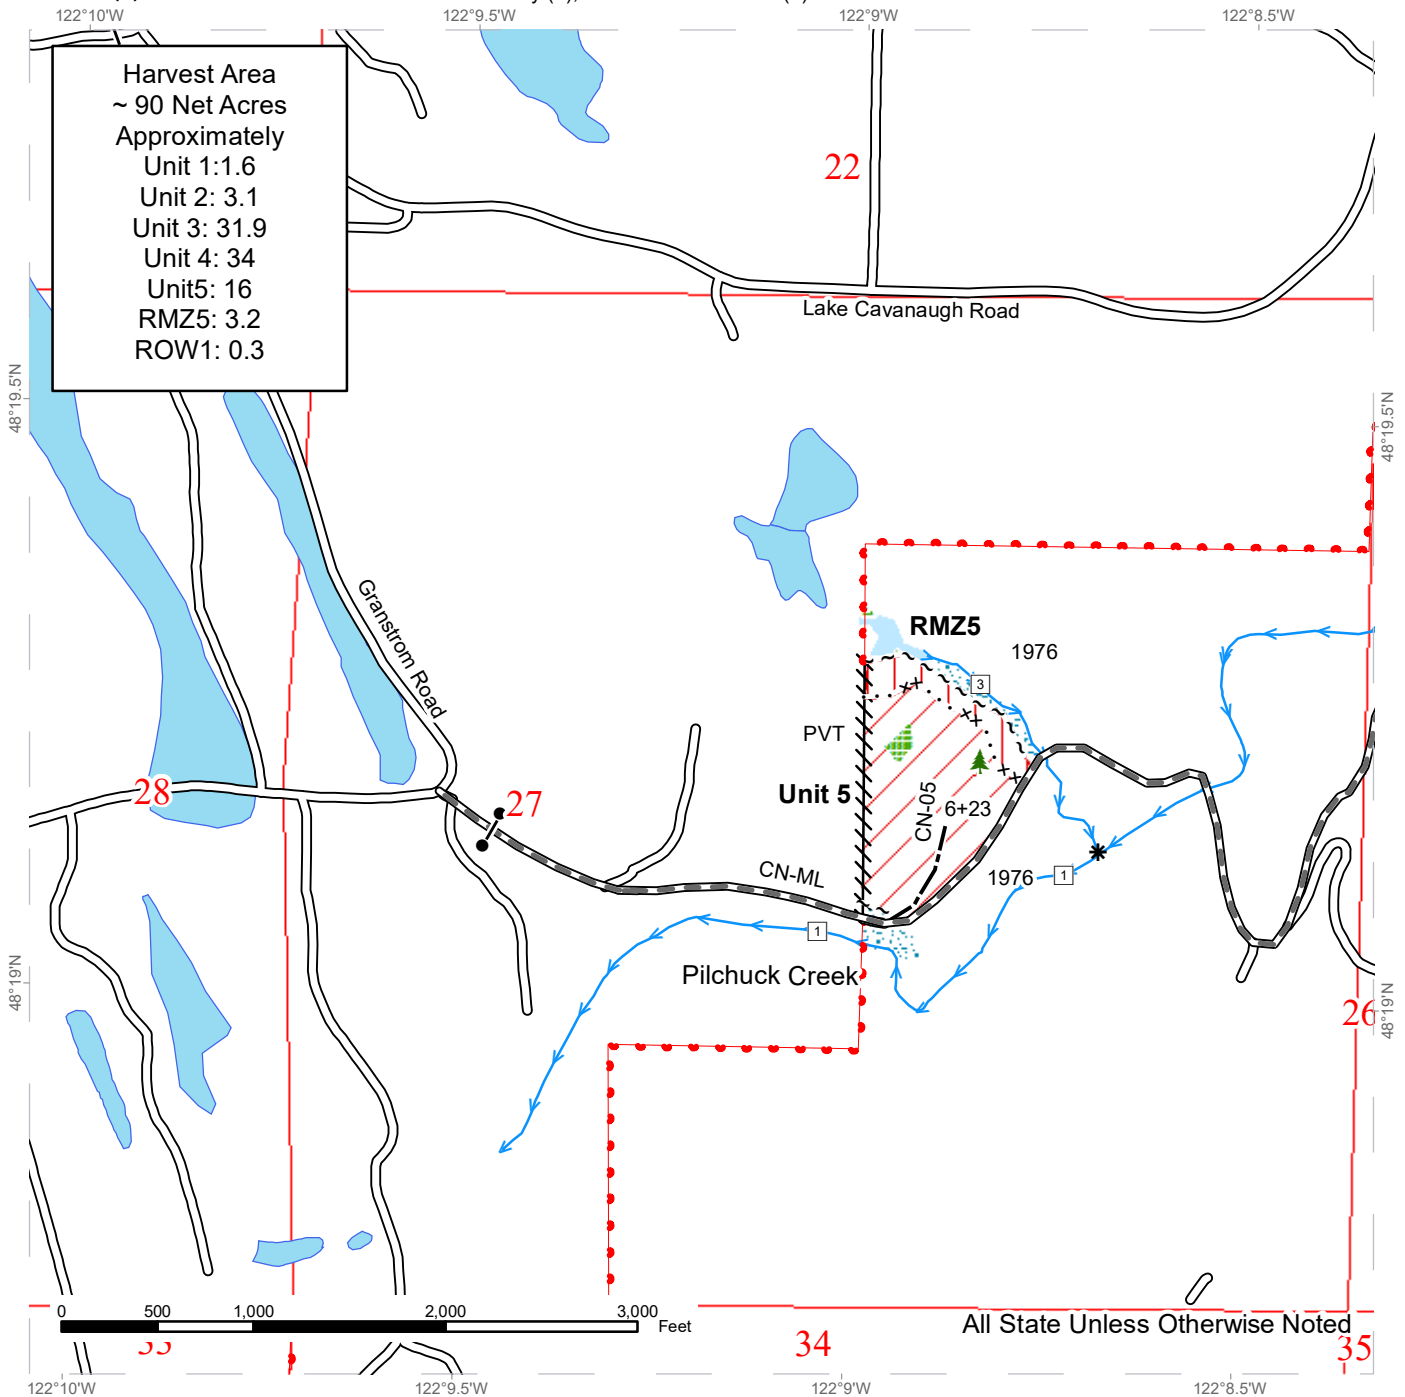 122°10'W
122°9.5'W
122°9'W
122°8.5'W
Harvest Area
~ 90 Net Acres
Approximately
Unit 1:1.6
Unit 2: 3.1
Unit 3: 31.9
Unit 4: 34
Unit5: 16
RMZ5: 3.2
ROW1: 0.3
22
Lake Cavanaugh Road
48°19.5'N
48°19.5'N
Granstrom Road
RMZ5
1976
3
PVT
Unit 5
28
27
CN-05
6+23
CN-ML
1976
1
1
Pilchuck Creek
48°19'N
48°19'N
26
0
500
1,000
2,000
3,000
Feet
All State Unless Otherwise Noted
33
34
35
122°10'W
122°9.5'W
122°9'W
122°8.5'W